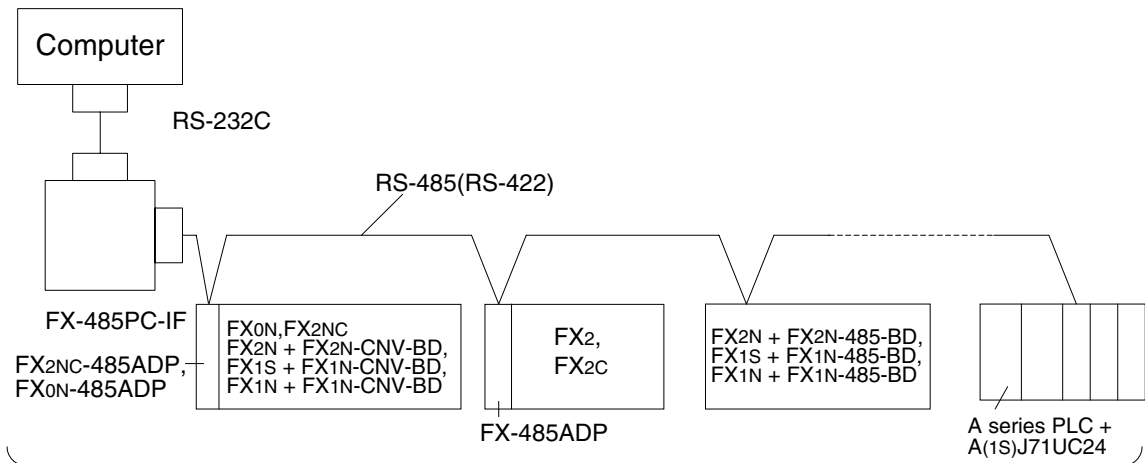 Computer
RS-232C
RS-485(RS-422)
FX-485PC-IF
FX2NC-485ADP,
FX0N-485ADP
FX0N,FX2NC
FX2N + FX2N-CNV-BD,
FX1S + FX1N-CNV-BD,
FX1N + FX1N-CNV-BD
FX2,
FX2C
FX-485ADP
FX2N + FX2N-485-BD,
FX1S + FX1N-485-BD,
FX1N + FX1N-485-BD
A series PLC +
A(1S)J71UC24